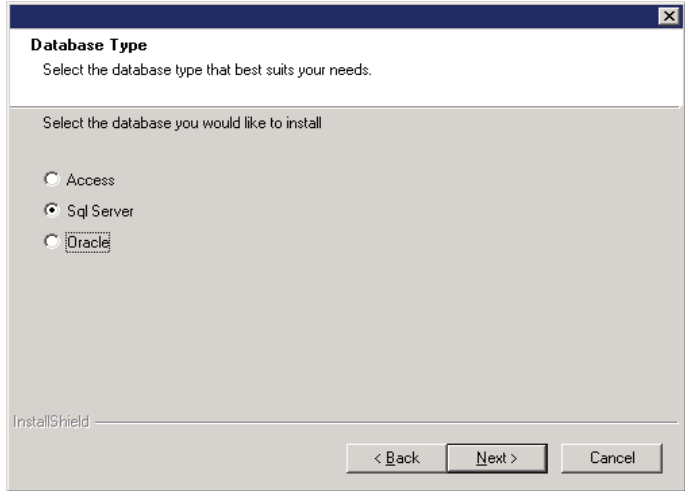 Database Type
Select the database type that best suits your needs.
Select the database you would like to install
Access
Sql Server
Oracle
InstallShield
< Back Next > Cancel